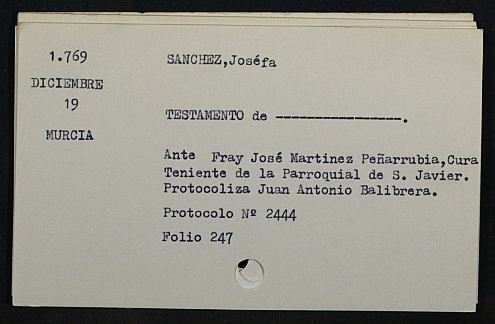 1.769
DICIEMBRE
19
MURCIA
SANCHEZ,Joséfa
TESTAMENTO de -----------------.
Ante Fray José Martinez Peñarrubia,Cura
Teniente de la Parroquial de S. Javier.
Protocoliza Juan Antonio Balibrera.
Protocolo Nº 2444
Folio 247